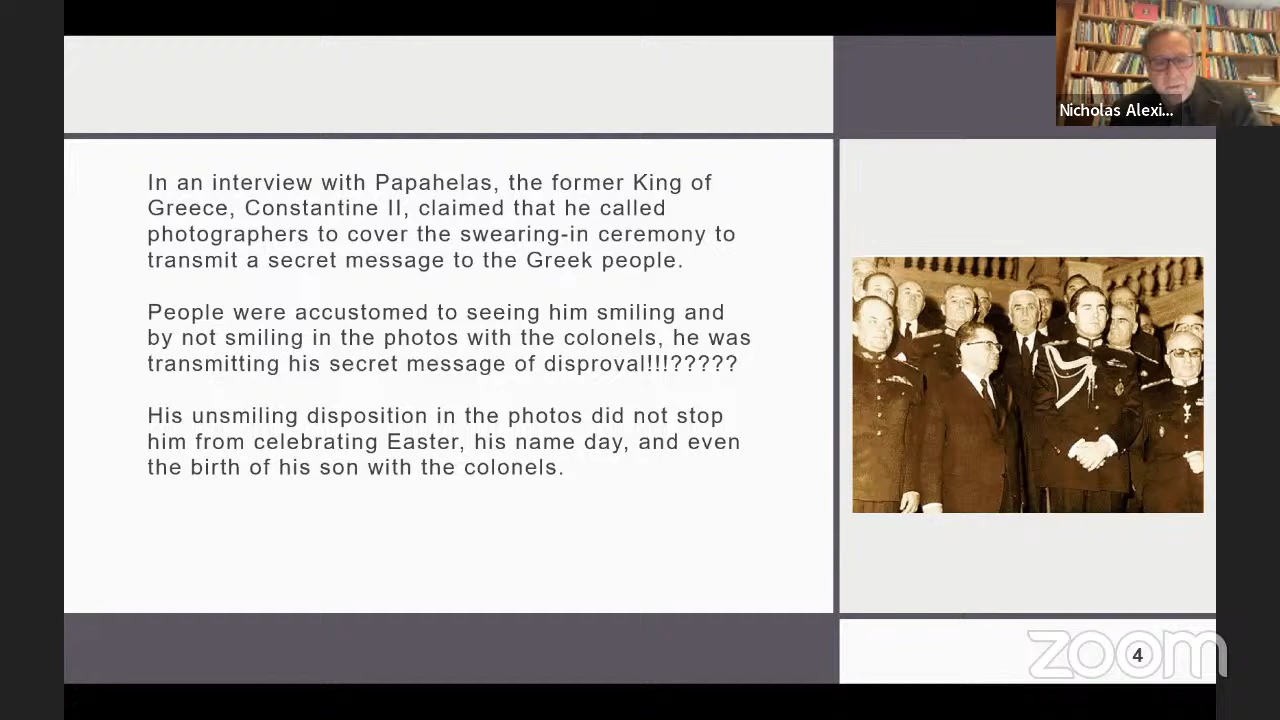 Nicholas Alexi...
In an interview with Papahelas, the former King of
Greece, Constantine II, claimed that he called
photographers to cover the swearing-in ceremony to
transmit a secret message to the Greek people.
People were accustomed to seeing him smiling and
by not smiling in the photos with the colonels, he was
transmitting his secret message of disproval!!!?????
His unsmiling disposition in the photos did not stop
him from celebrating Easter, his name day, and even
the birth of his son with the colonels.
zoom
4